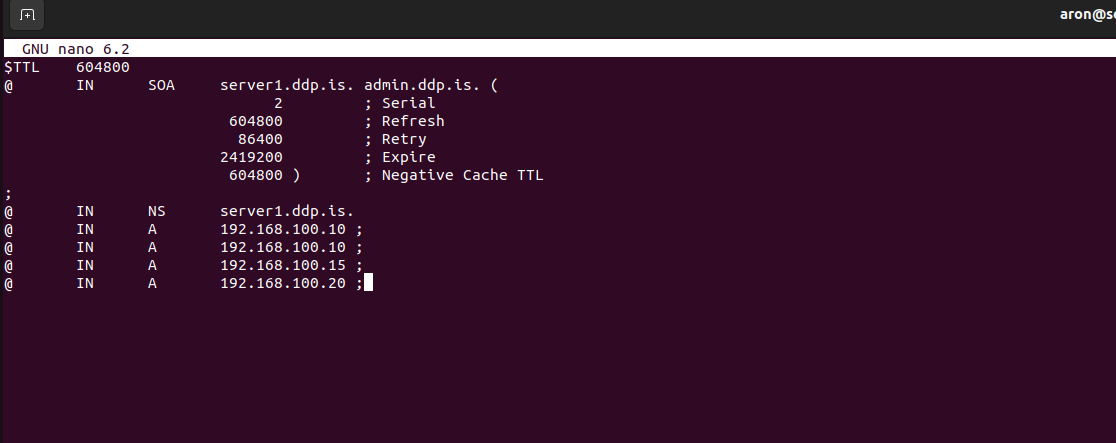 aron@se
GNU nano 6.2
$TTL    604800
@       IN      SOA     server1.ddp.is. admin.ddp.is. (
                              2         ; Serial
                         604800         ; Refresh
                          86400         ; Retry
                        2419200         ; Expire
                         604800 )       ; Negative Cache TTL
;
@       IN      NS      server1.ddp.is.
@       IN      A       192.168.100.10 ;
@       IN      A       192.168.100.10 ;
@       IN      A       192.168.100.15 ;
@       IN      A       192.168.100.20 ;